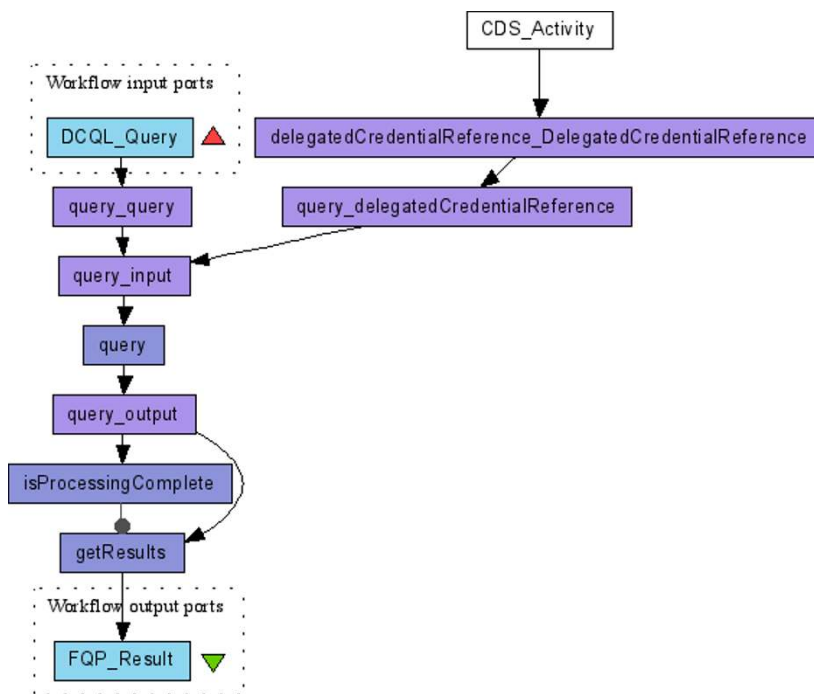 CDS_Activity
Workflow input ports
DCQL_Query
delegatedCredentialReference_DelegatedCredentialReference
query_query
query_delegatedCredentialReference
query_input
query
query_output
isProcessingComplete
getResults
Workflow output ports
FQP_Result